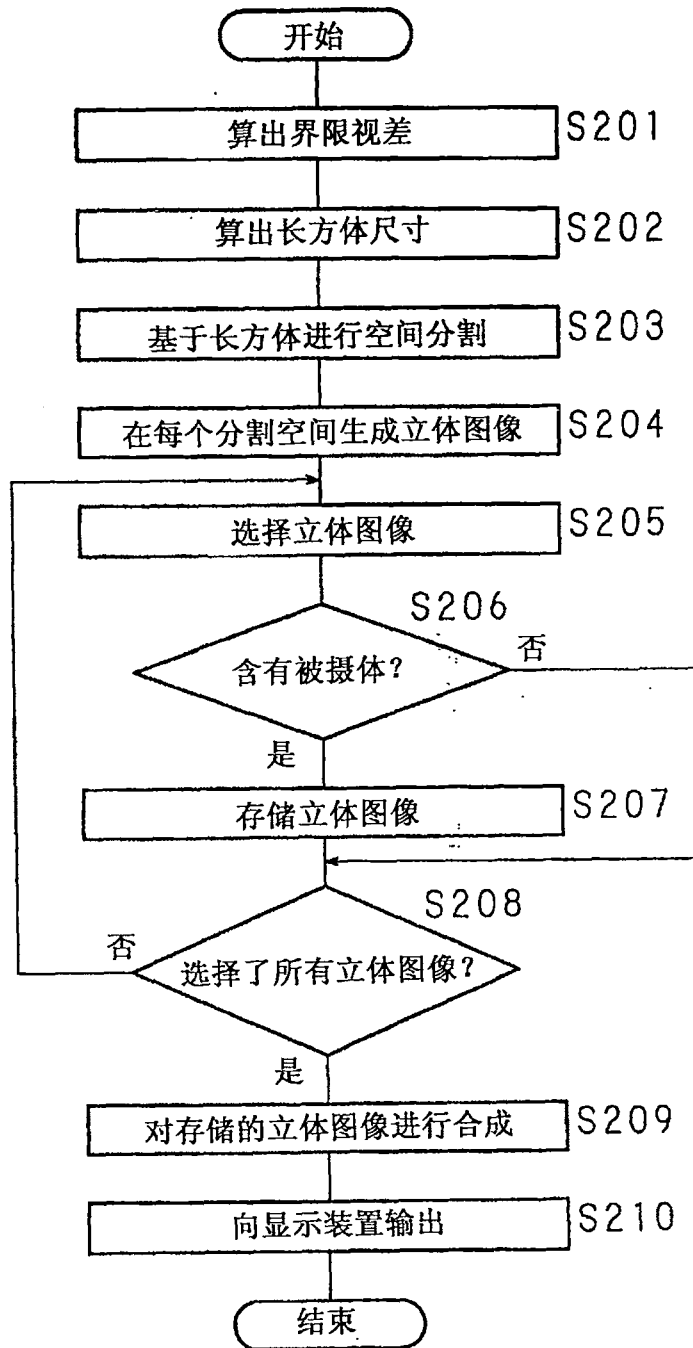 开始
算出界限视差 S201
算出长方体尺寸 S202
基于长方体进行空间分割 S203
在每个分割空间生成立体图像 S204
选择立体图像 S205
S206
含有被摄体？ 否
是
存储立体图像 S207
S208
否
选择了所有立体图像？
是
对存储的立体图像进行合成 S209
向显示装置输出 S210
结束